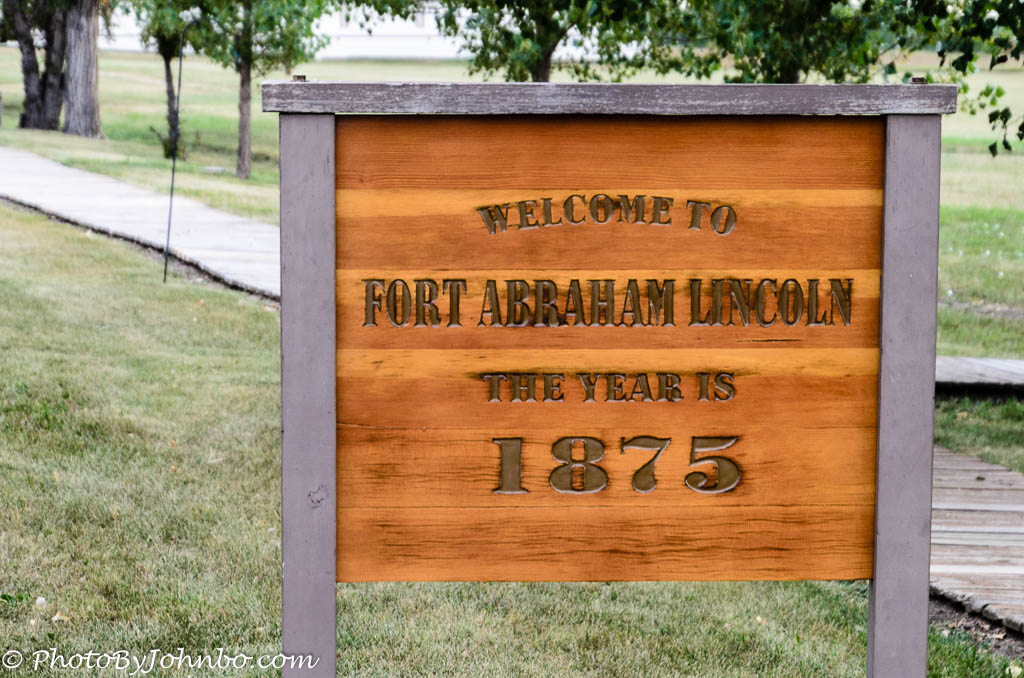 WELCOME TO
FORT ABRAHAM LINCOLN
THE YEAR IS
1875
© PhotoByJohnbo.com